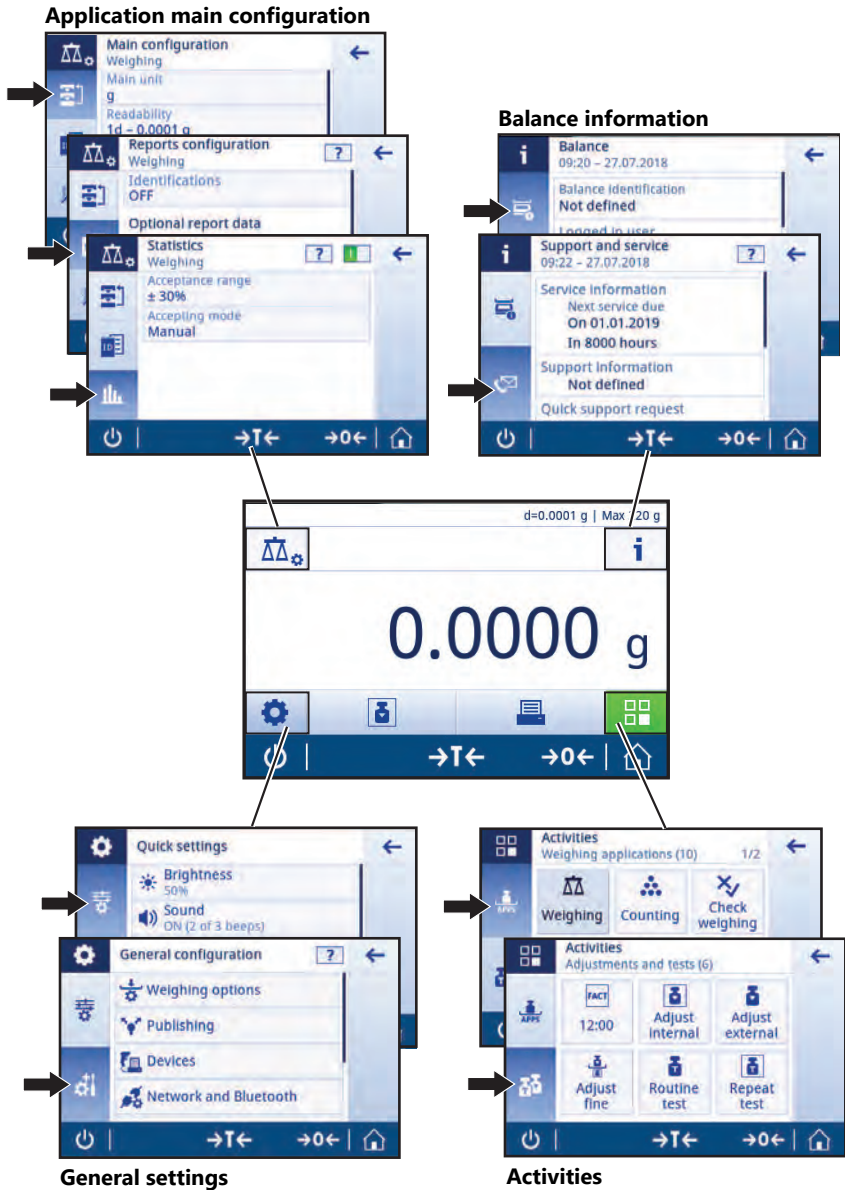 Application main configuration
Main configuration
Weighing
Main unit
g
Readability
1d – 0.0001 g
Reports configuration
?
Weighing
Identifications
OFF
Optional report data
Statistics
?
Weighing
Acceptance range
± 30%
Accepting mode
Manual
ID
→T←
→0←
Balance information
i
Balance
09:20 – 27.07.2018
Balance identification
Not defined
Logged in user
i
Support and service
?
09:22 – 27.07.2018
Service information
Next service due
On 01.01.2019
In 8000 hours
Support information
Not defined
Quick support request
→T←
→0←
d=0.0001 g | Max 120 g
i
0.0000 g
→T←
→0←
Quick settings
Brightness
50%
Sound
ON (2 of 3 beeps)
General configuration
?
Weighing options
Publishing
Devices
Network and Bluetooth
→T←
→0←
General settings
Activities
Weighing applications (10)
1/2
APPS
Weighing
Counting
Check
weighing
Activities
Adjustments and tests (6)
APPS
FACT
12:00
Adjust
internal
Adjust
external
Adjust
fine
Routine
test
Repeat
test
→T←
→0←
Activities